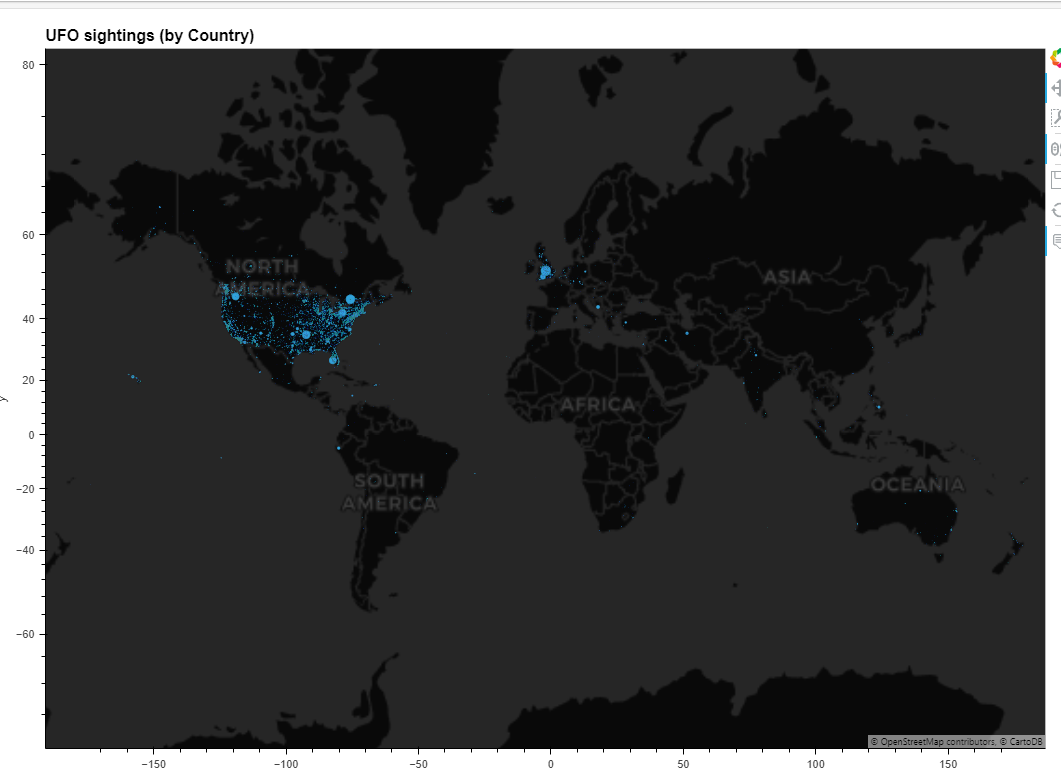 UFO sightings (by Country)
80
60
40
20
0
−20
−40
−60
y
NORTH
AMERICA
ASIA
AFRICA
SOUTH
AMERICA
OCEANIA
© OpenStreetMap contributors, © CartoDB
−150
−100
−50
0
50
100
150